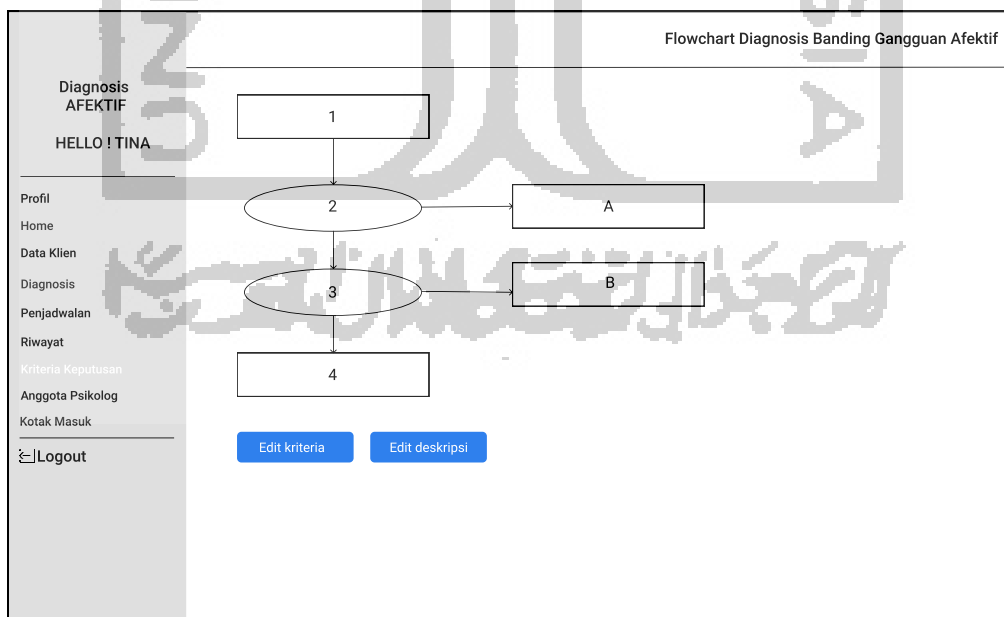 Flowchart Diagnosis Banding Gangguan Afektif
Diagnosis
AFEKTIF
HELLO ! TINA
Profil
Home
Data Klien
Diagnosis
Penjadwalan
Riwayat
Kriteria Keputusan
Anggota Psikolog
Kotak Masuk
Logout
1
2
A
3
B
4
Edit kriteria
Edit deskripsi